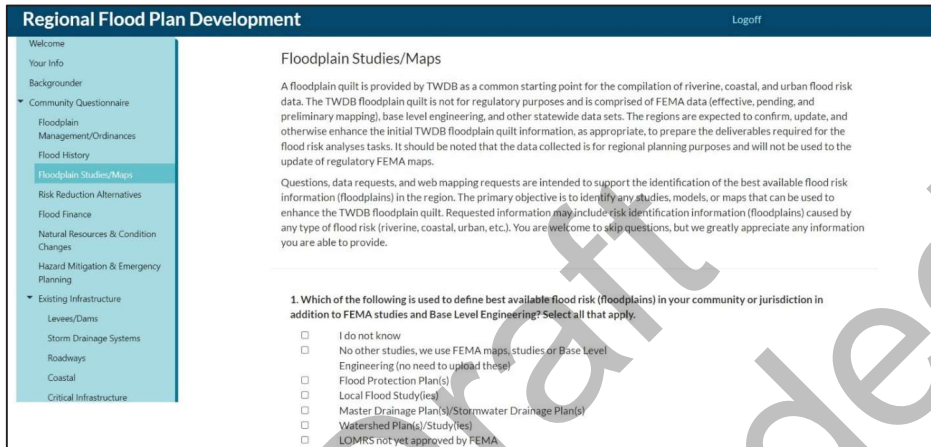 Regional Flood Plan Development
Logoff
Welcome
Your Info
Backgrounder
Community Questionnaire
Floodplain
Management/Ordinances
Flood History
Floodplain Studies/Maps
Risk Reduction Alternatives
Flood Finance
Natural Resources & Condition
Changes
Hazard Mitigation & Emergency
Planning
Existing Infrastructure
Levees/Dams
Storm Drainage Systems
Roadways
Coastal
Critical Infrastructure
Floodplain Studies/Maps
A floodplain quilt is provided by TWDB as a common starting point for the compilation of riverine, coastal, and urban flood risk
data. The TWDB floodplain quilt is not for regulatory purposes and is comprised of FEMA data (effective, pending, and
preliminary mapping), base level engineering, and other statewide data sets. The regions are expected to confirm, update, and
otherwise enhance the initial TWDB floodplain quilt information, as appropriate, to prepare the deliverables required for the
flood risk analyses tasks. It should be noted that the data collected is for regional planning purposes and will not be used to the
update of regulatory FEMA maps.
Questions, data requests, and web mapping requests are intended to support the identification of the best available flood risk
information (floodplains) in the region. The primary objective is to identify any studies, models, or maps that can be used to
enhance the TWDB floodplain quilt. Requested information may include risk identification information (floodplains) caused by
any type of flood risk (riverine, coastal, urban, etc.). You are welcome to skip questions, but we greatly appreciate any information
you are able to provide.
1. Which of the following is used to define best available flood risk (floodplains) in your community or jurisdiction in
addition to FEMA studies and Base Level Engineering? Select all that apply.
I do not know
No other studies, we use FEMA maps, studies or Base Level
Engineering (no need to upload these)
Flood Protection Plan(s)
Local Flood Study(ies)
Master Drainage Plan(s)/Stormwater Drainage Plan(s)
Watershed Plan(s)/Study(ies)
LOMRS not yet approved by FEMA